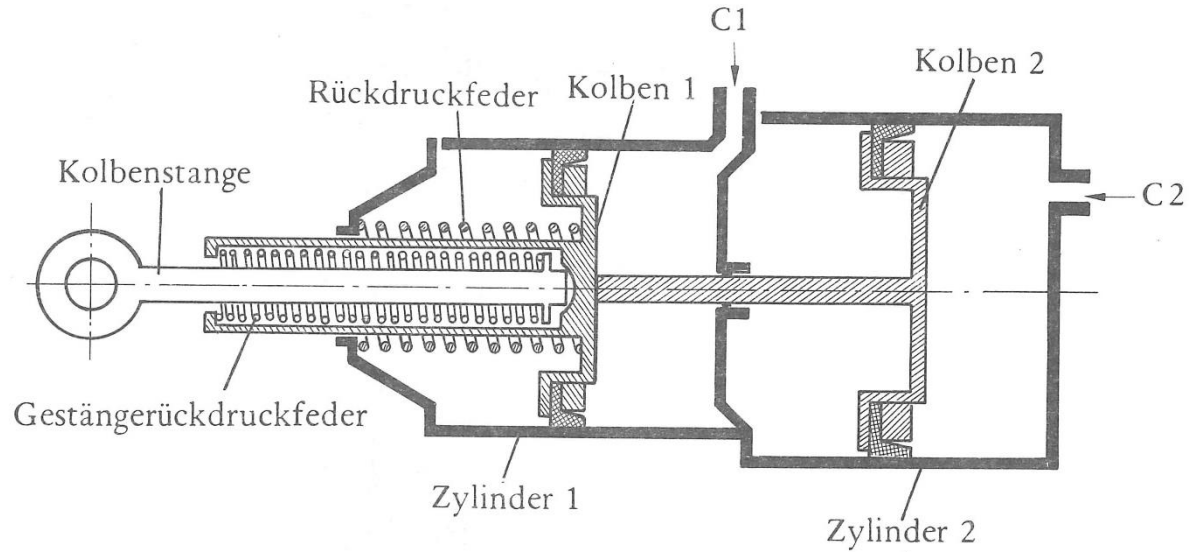 C1
Kolben 2
Rückdruckfeder
Kolben 1
Kolbenstange
C2
Gestängerückdruckfeder
Zylinder 1
Zylinder 2